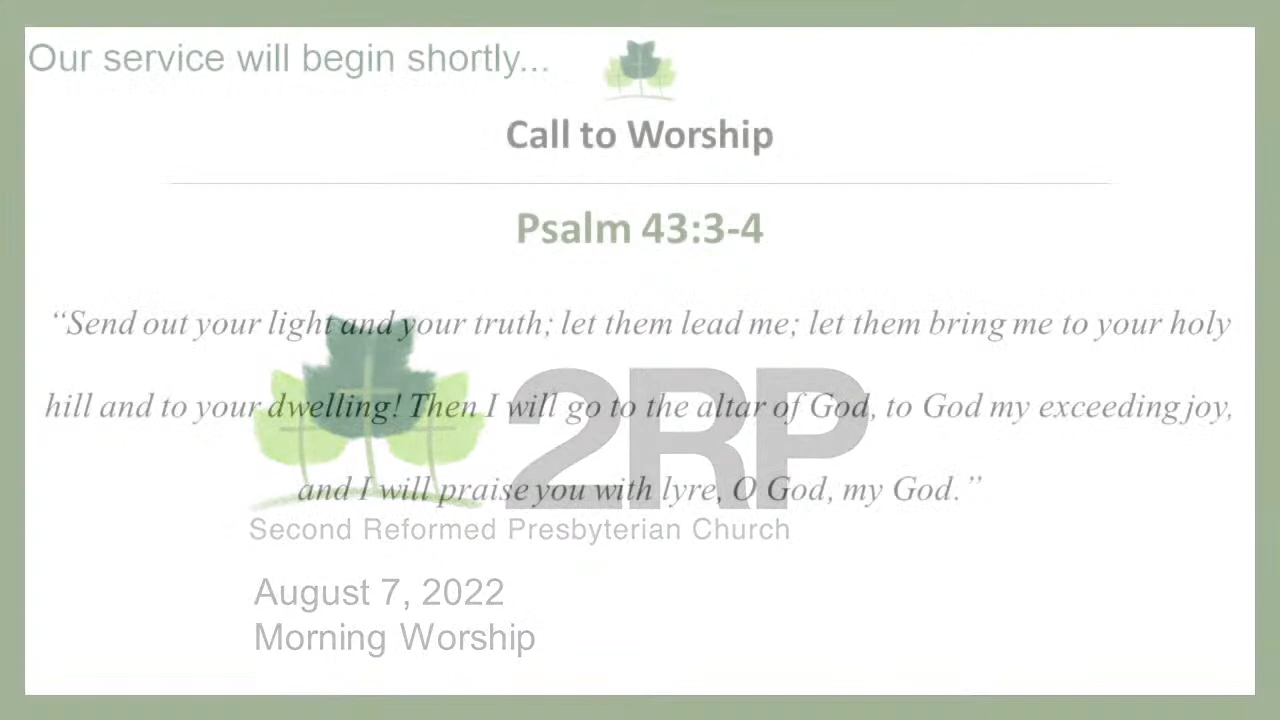 Our service will begin shortly...
Call to Worship
Psalm 43:3-4
“Send out your light and your truth; let them lead me; let them bring me to your holy
hill and to your dwelling! Then I will go to the altar of God, to God my exceeding joy,
and I will praise you with lyre, O God, my God.”
2RP
Second Reformed Presbyterian Church
August 7, 2022
Morning Worship